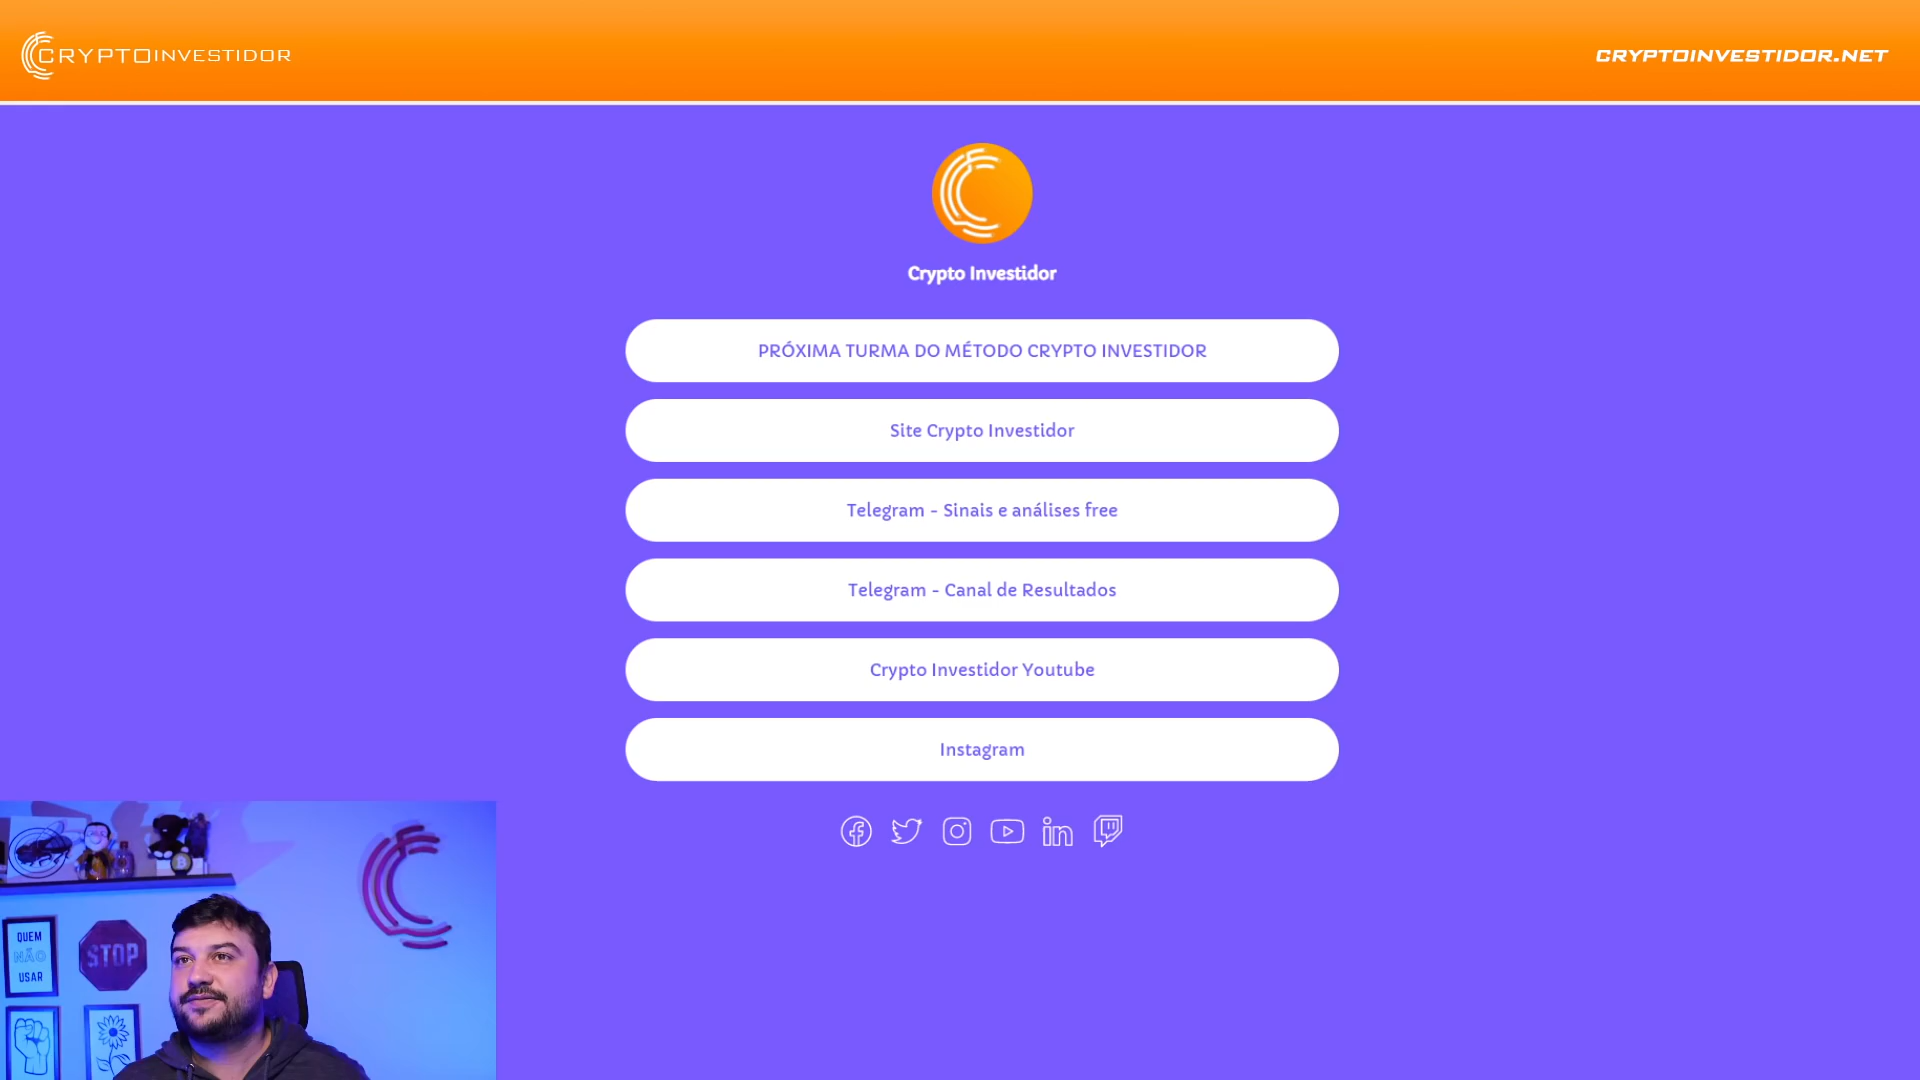 CRYPTOINVESTIDOR
CRYPTOINVESTIDOR.NET
Crypto Investidor
PRÓXIMA TURMA DO MÉTODO CRYPTO INVESTIDOR
Site Crypto Investidor
Telegram - Sinais e análises free
Telegram - Canal de Resultados
Crypto Investidor Youtube
Instagram
QUEM
NÃO
USAR
STOP